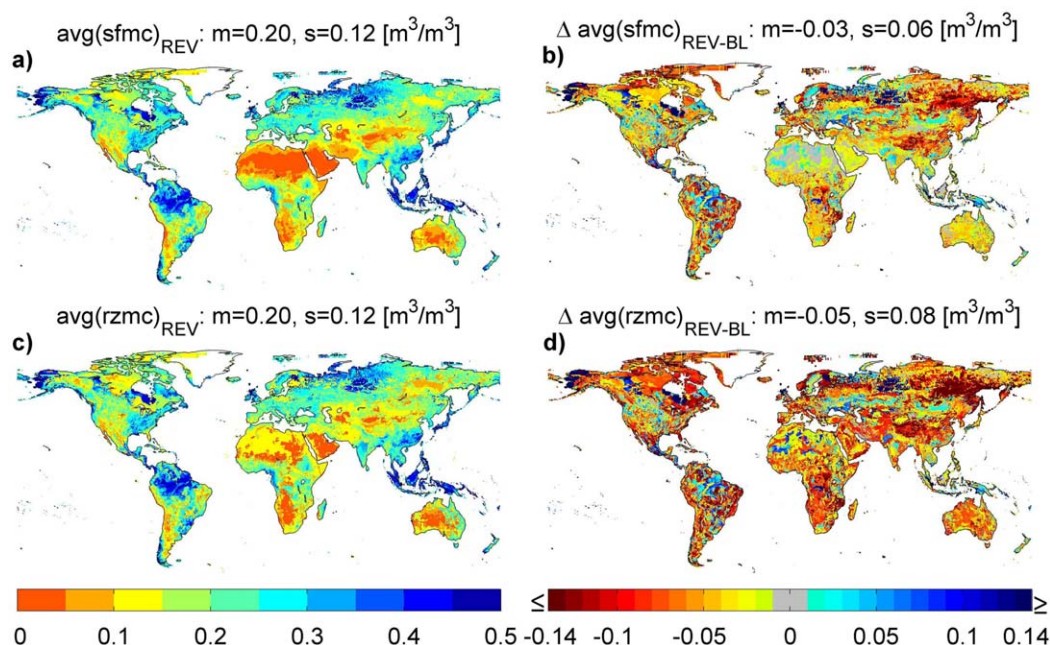 avg(sfmc)REV: m=0.20, s=0.12 [m³/m³]
Δ avg(sfmc)REV-BL: m=-0.03, s=0.06 [m³/m³]
a)
b)
avg(rzmc)REV: m=0.20, s=0.12 [m³/m³]
Δ avg(rzmc)REV-BL: m=-0.05, s=0.08 [m³/m³]
c)
d)
0 0.1 0.2 0.3 0.4 0.5
≤ ≥
-0.14 -0.1 -0.05 0 0.05 0.1 0.14